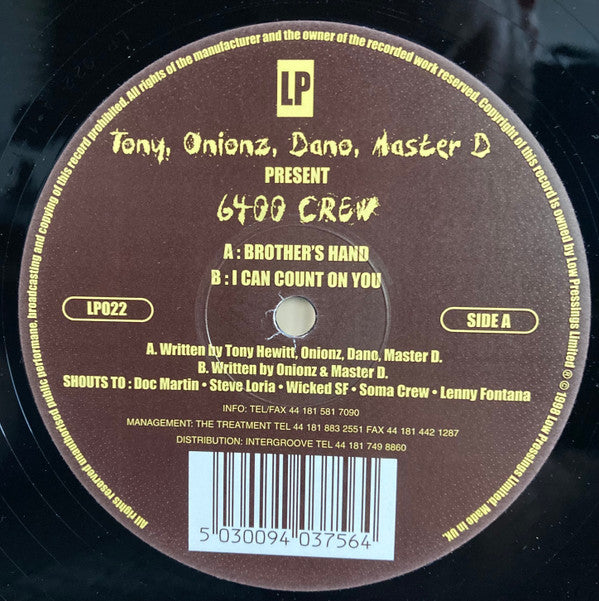 All rights of the manufacturer and the owner of the recorded work reserved. Copyright of this record is owned by Low Pressings Limited ℗ © 1998 Low Pressings Limited. Made in UK.
All rights reserved unauthorised public performane, broadcasting and copying of this record prohibited.
LP
Tony, Onionz, Dano, Master D
PRESENT
6400 CREW
A : BROTHER'S HAND
B : I CAN COUNT ON YOU
LP022
SIDE A
A. Written by Tony Hewitt, Onionz, Dano, Master D.
B. Written by Onionz & Master D.
SHOUTS TO : Doc Martin • Steve Loria • Wicked SF • Soma Crew • Lenny Fontana
INFO: TEL/FAX 44 181 581 7090
MANAGEMENT: THE TREATMENT TEL 44 181 883 2551 FAX 44 181 442 1287
DISTRIBUTION: INTERGROOVE TEL 44 181 749 8860
5 030094 037564